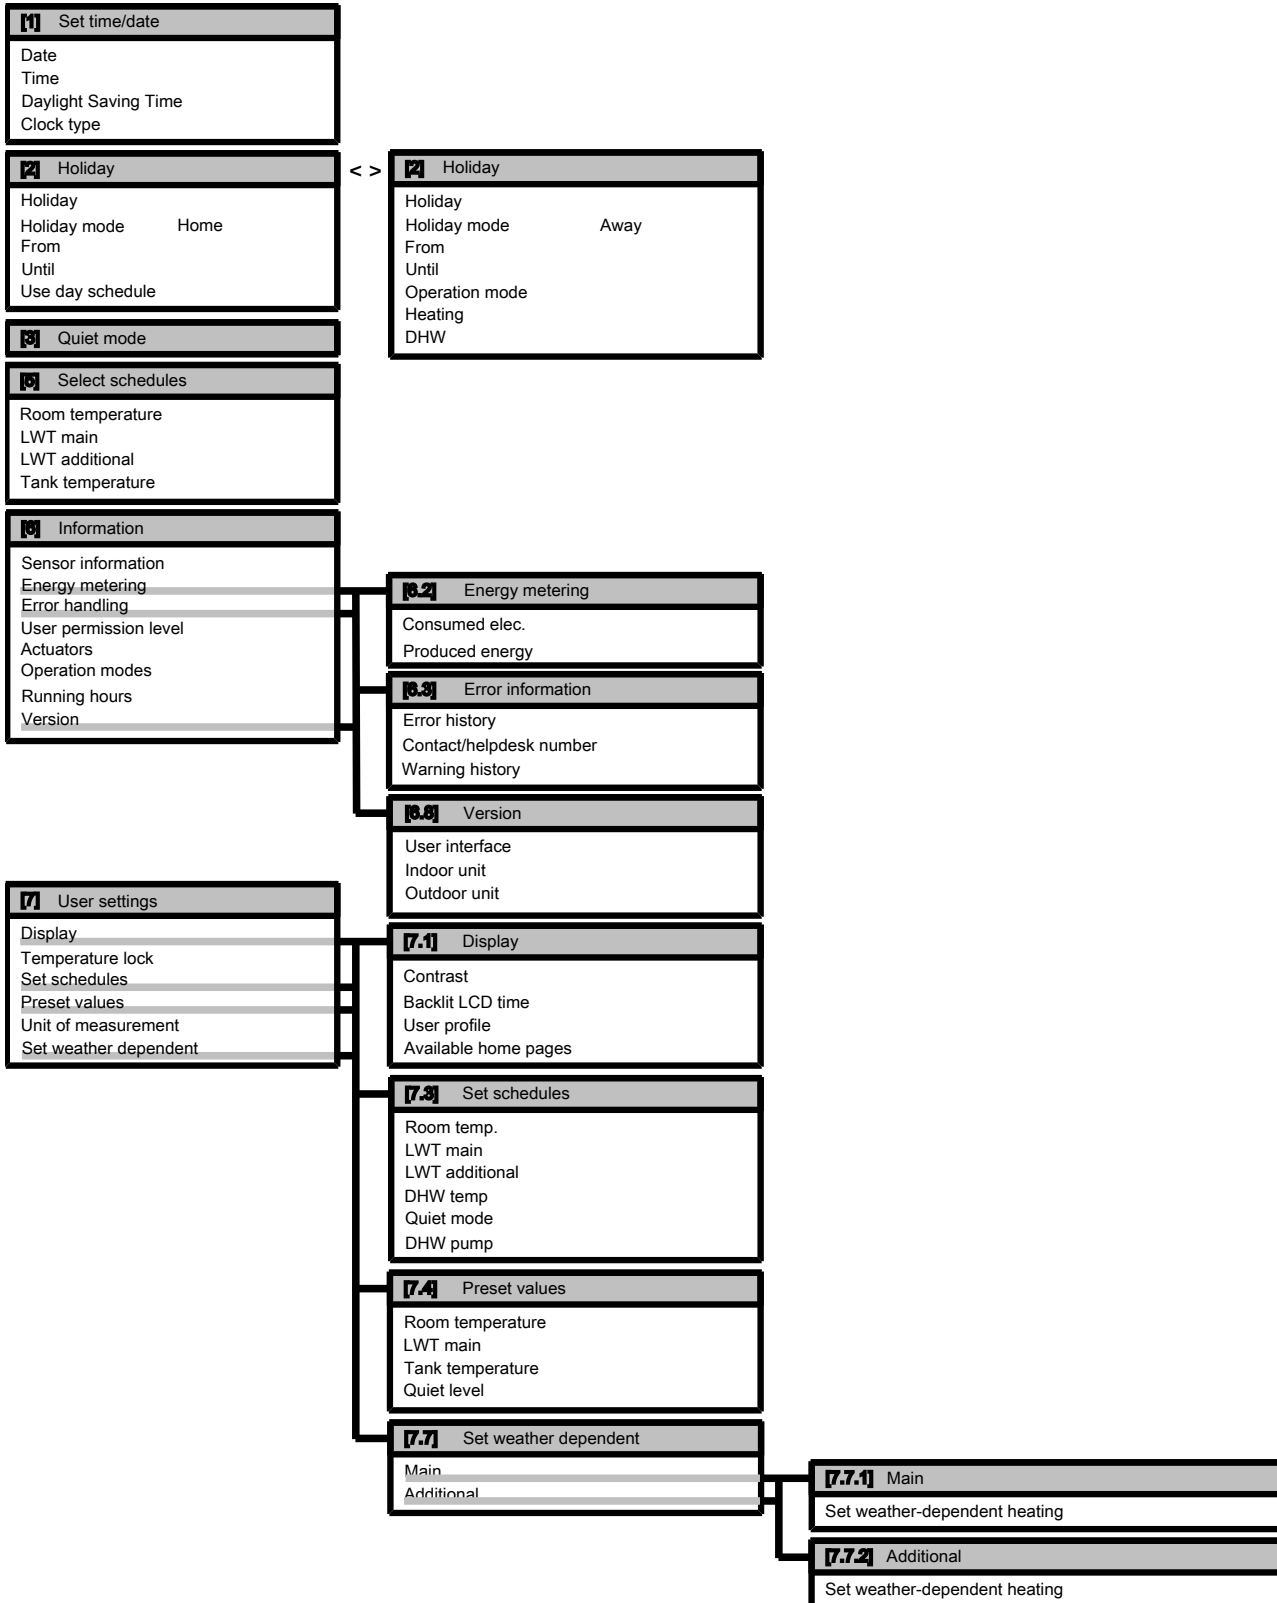 [1] Set time/date
Date
Time
Daylight Saving Time
Clock type
[2] Holiday
Holiday
Holiday mode Home
From
Until
Use day schedule
< >
[2] Holiday
Holiday
Holiday mode Away
From
Until
Operation mode
Heating
DHW
[3] Quiet mode
[5] Select schedules
Room temperature
LWT main
LWT additional
Tank temperature
[6] Information
Sensor information
Energy metering
Error handling
User permission level
Actuators
Operation modes
Running hours
Version
[6.2] Energy metering
Consumed elec.
Produced energy
[6.3] Error information
Error history
Contact/helpdesk number
Warning history
[6.8] Version
User interface
Indoor unit
Outdoor unit
[7] User settings
Display
Temperature lock
Set schedules
Preset values
Unit of measurement
Set weather dependent
[7.1] Display
Contrast
Backlit LCD time
User profile
Available home pages
[7.3] Set schedules
Room temp.
LWT main
LWT additional
DHW temp
Quiet mode
DHW pump
[7.4] Preset values
Room temperature
LWT main
Tank temperature
Quiet level
[7.7] Set weather dependent
Main
Additional
[7.7.1] Main
Set weather-dependent heating
[7.7.2] Additional
Set weather-dependent heating